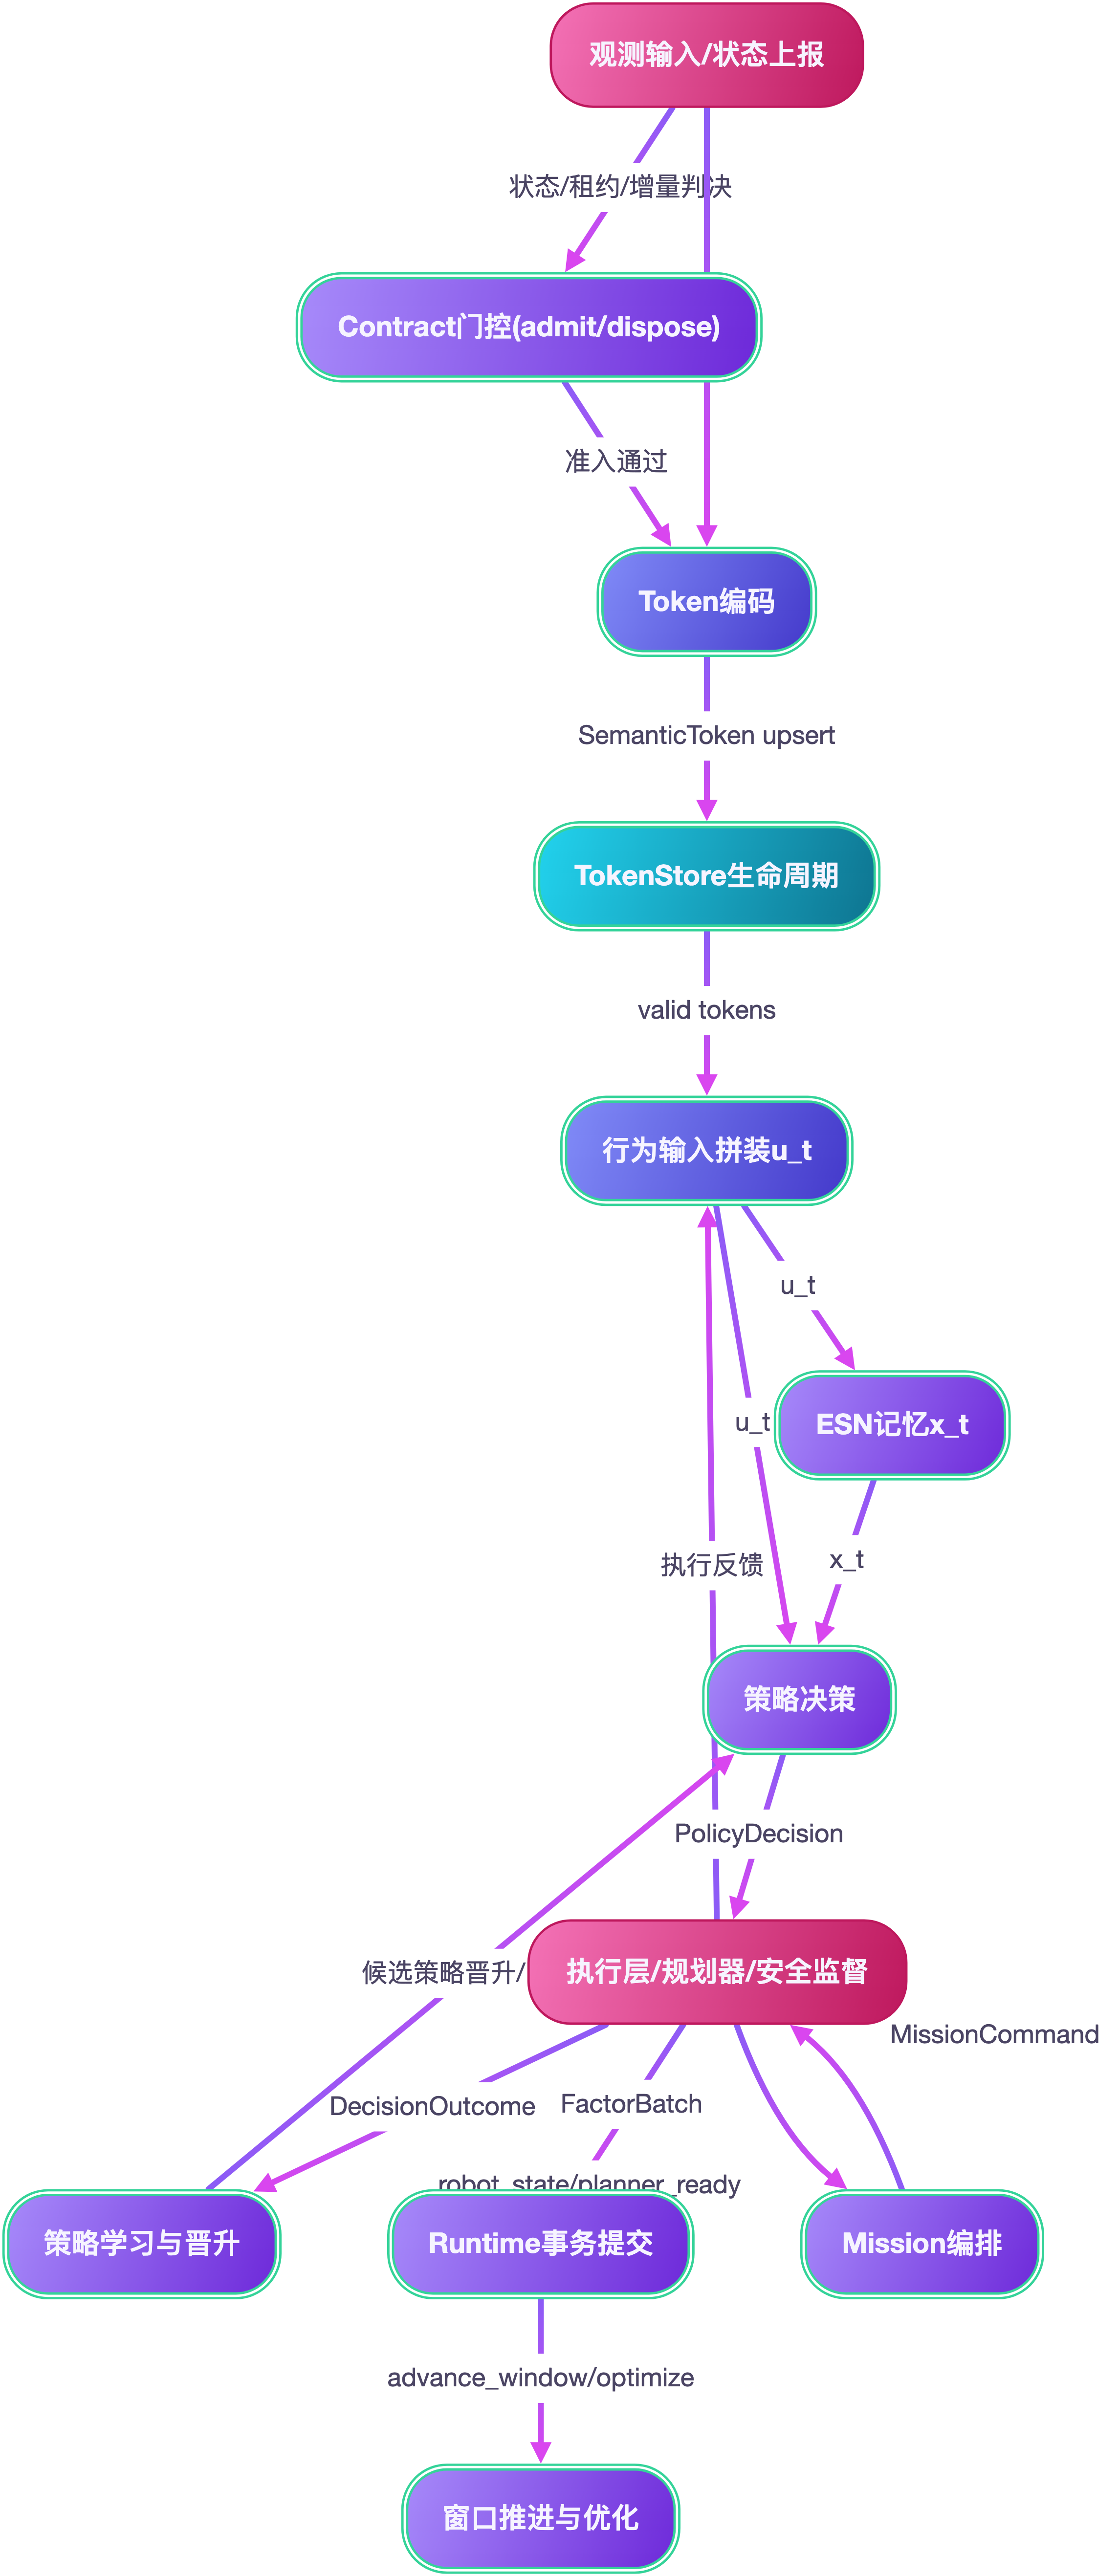 观测输入/状态上报
状态/租约/增量判决
Contract门控(admit/dispose)
准入通过
Token编码
SemanticToken upsert
TokenStore生命周期
valid tokens
行为输入拼装u_t
u_t
u_t
ESN记忆x_t
执行反馈
x_t
策略决策
PolicyDecision
候选策略晋升/
执行层/规划器/安全监督
MissionCommand
DecisionOutcome
FactorBatch
robot_state/planner_ready
策略学习与晋升
Runtime事务提交
Mission编排
advance_window/optimize
窗口推进与优化